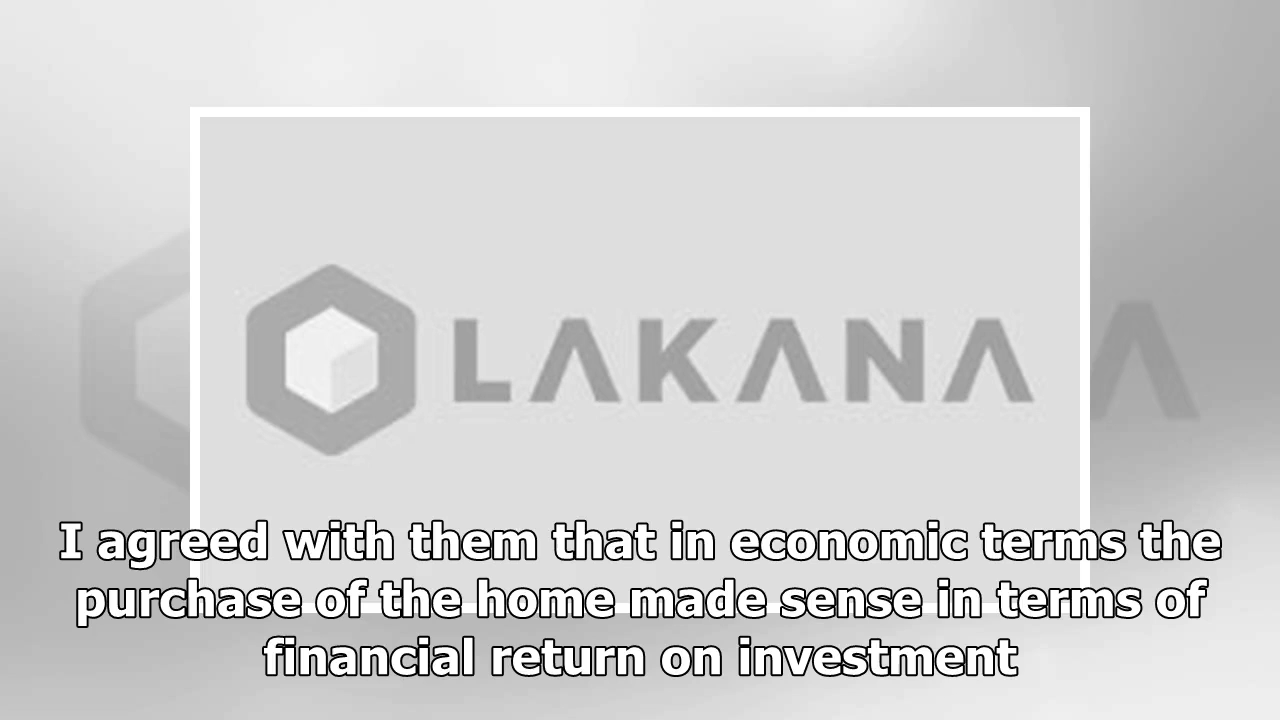 LAKANA
I agreed with them that in economic terms the
purchase of the home made sense in terms of
financial return on investment